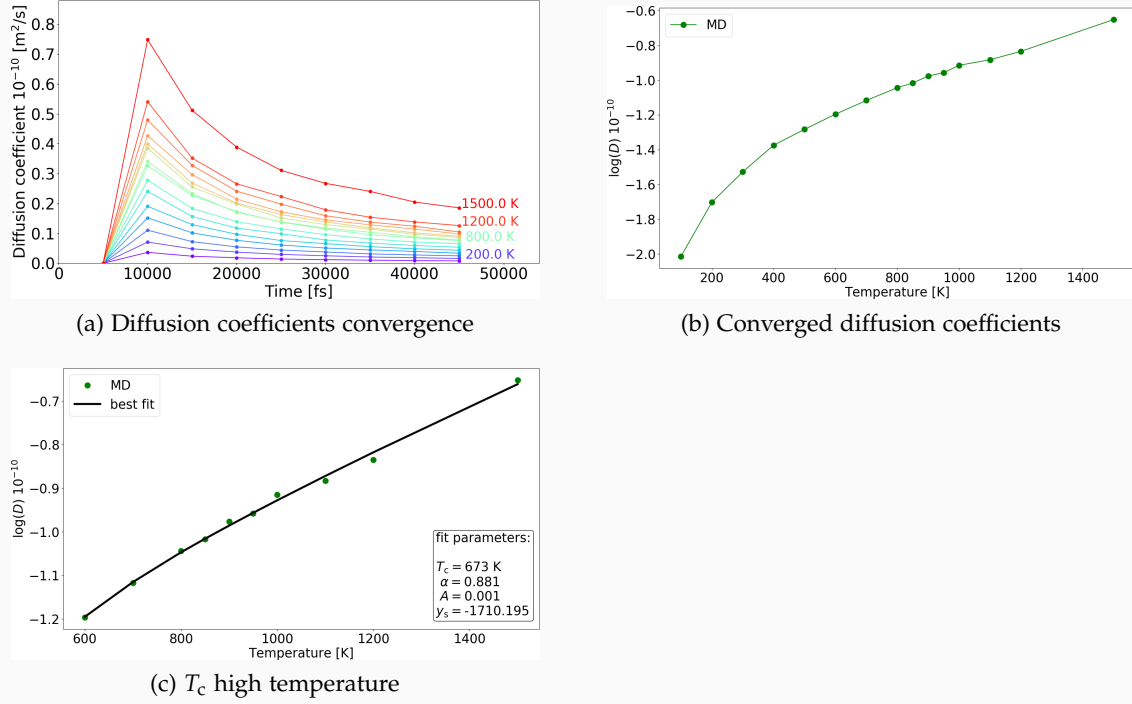 Diffusion coefficient 10⁻¹⁰ [m²/s]
0.8
0.7
0.6
0.5
0.4
0.3
0.2
0.1
0.0
1500.0 K
1200.0 K
800.0 K
200.0 K
0 10000 20000 30000 40000 50000
Time [fs]
(a) Diffusion coefficients convergence
MD
log(D) 10⁻¹⁰
−0.6
−0.8
−1.0
−1.2
−1.4
−1.6
−1.8
−2.0
200 400 600 800 1000 1200 1400
Temperature [K]
(b) Converged diffusion coefficients
MD
best fit
log(D) 10⁻¹⁰
−0.7
−0.8
−0.9
−1.0
−1.1
−1.2
fit parameters:
T_c = 673 K
α = 0.881
A = 0.001
y_s = -1710.195
600 800 1000 1200 1400
Temperature [K]
(c) T_c high temperature